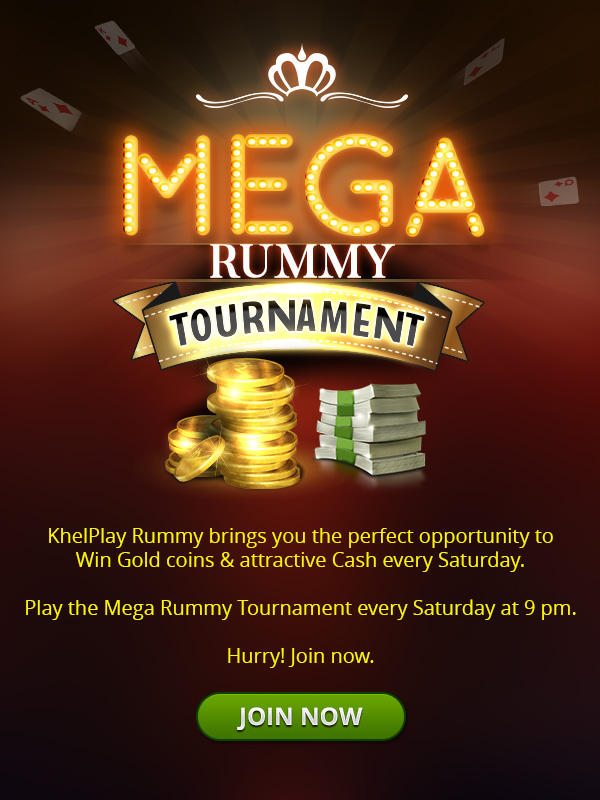 MEGA
RUMMY
TOURNAMENT
KhelPlay Rummy brings you the perfect opportunity to
Win Gold coins & attractive Cash every Saturday.
Play the Mega Rummy Tournament every Saturday at 9 pm.
Hurry! Join now.
JOIN NOW